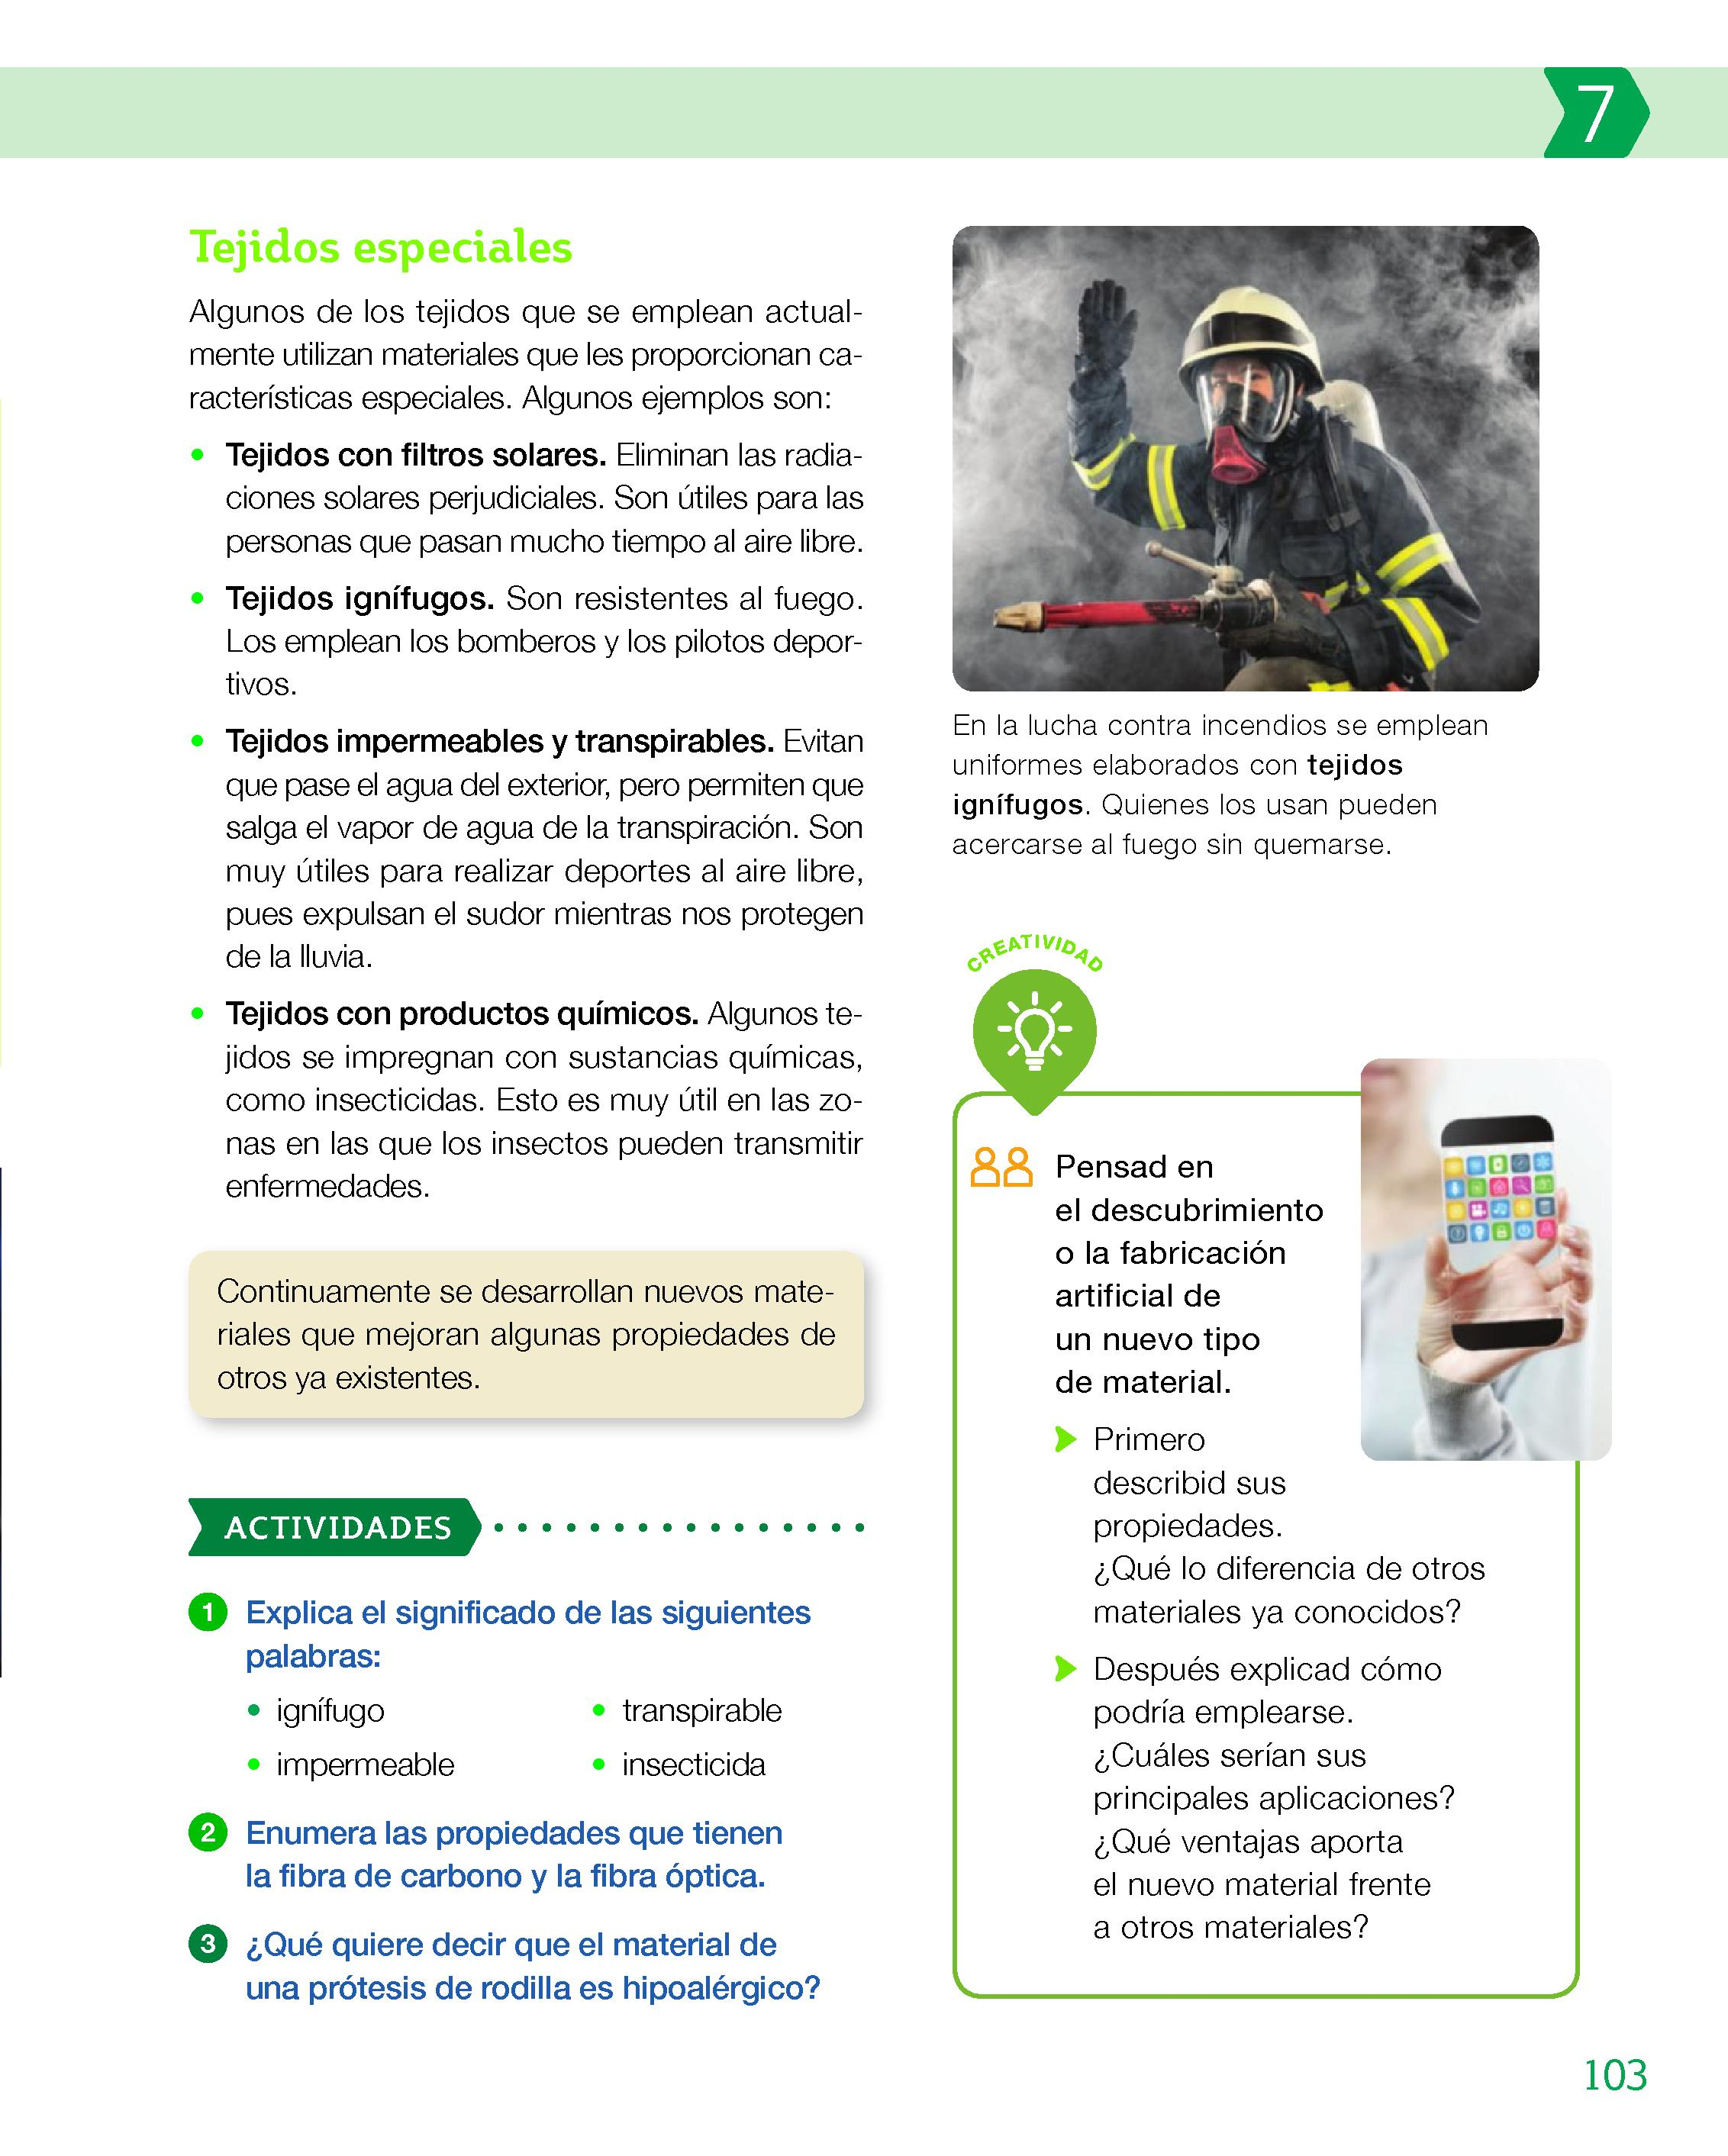 7
Tejidos especiales
Algunos de los tejidos que se emplean actual-
mente utilizan materiales que les proporcionan ca-
racterísticas especiales. Algunos ejemplos son:
• Tejidos con filtros solares. Eliminan las radia-
ciones solares perjudiciales. Son útiles para las
personas que pasan mucho tiempo al aire libre.
• Tejidos ignífugos. Son resistentes al fuego.
Los emplean los bomberos y los pilotos depor-
tivos.
• Tejidos impermeables y transpirables. Evitan
que pase el agua del exterior, pero permiten que
salga el vapor de agua de la transpiración. Son
muy útiles para realizar deportes al aire libre,
pues expulsan el sudor mientras nos protegen
de la lluvia.
• Tejidos con productos químicos. Algunos te-
jidos se impregnan con sustancias químicas,
como insecticidas. Esto es muy útil en las zo-
nas en las que los insectos pueden transmitir
enfermedades.
Continuamente se desarrollan nuevos mate-
riales que mejoran algunas propiedades de
otros ya existentes.
ACTIVIDADES
1 Explica el significado de las siguientes
palabras:
• ignífugo • transpirable
• impermeable • insecticida
2 Enumera las propiedades que tienen
la fibra de carbono y la fibra óptica.
3 ¿Qué quiere decir que el material de
una prótesis de rodilla es hipoalérgico?
En la lucha contra incendios se emplean
uniformes elaborados con tejidos
ignífugos. Quienes los usan pueden
acercarse al fuego sin quemarse.
CREATIVIDAD
Pensad en
el descubrimiento
o la fabricación
artificial de
un nuevo tipo
de material.
Primero
describid sus
propiedades.
¿Qué lo diferencia de otros
materiales ya conocidos?
Después explicad cómo
podría emplearse.
¿Cuáles serían sus
principales aplicaciones?
¿Qué ventajas aporta
el nuevo material frente
a otros materiales?
103